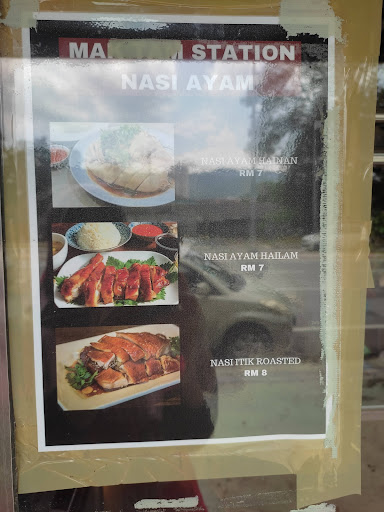 STATION
NASI AYAM
NASI AYAM HAINAN
RM 7
NASI AYAM HAILAM
RM 7
NASI ITIK ROASTED
RM 8